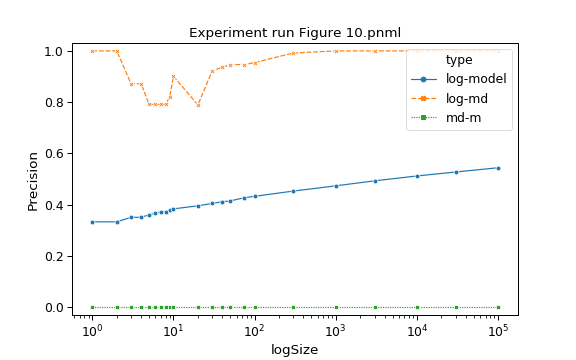 Experiment run Figure 10.pnml
type
log-model
log-md
md-m
Precision
1.0
0.8
0.6
0.4
0.2
0.0
10^0 10^1 10^2 10^3 10^4 10^5
logSize